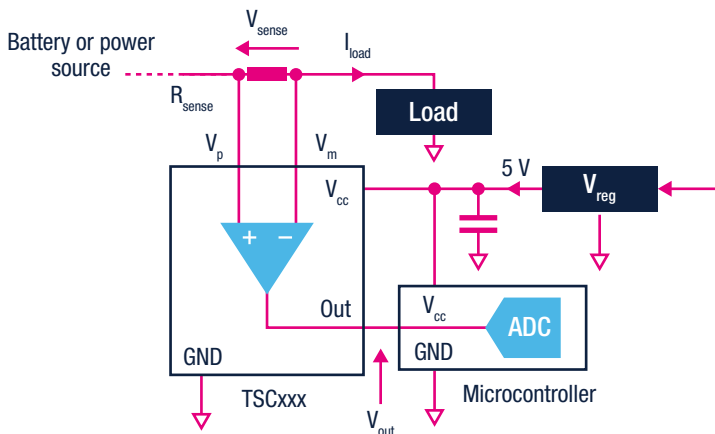 Vsense
Battery or power
source
Iload
Rsense
Load
Vp
Vm
5 V
Vcc
Vreg
+ −
Out
Vcc
ADC
GND
GND
TSCxxx
Microcontroller
Vout